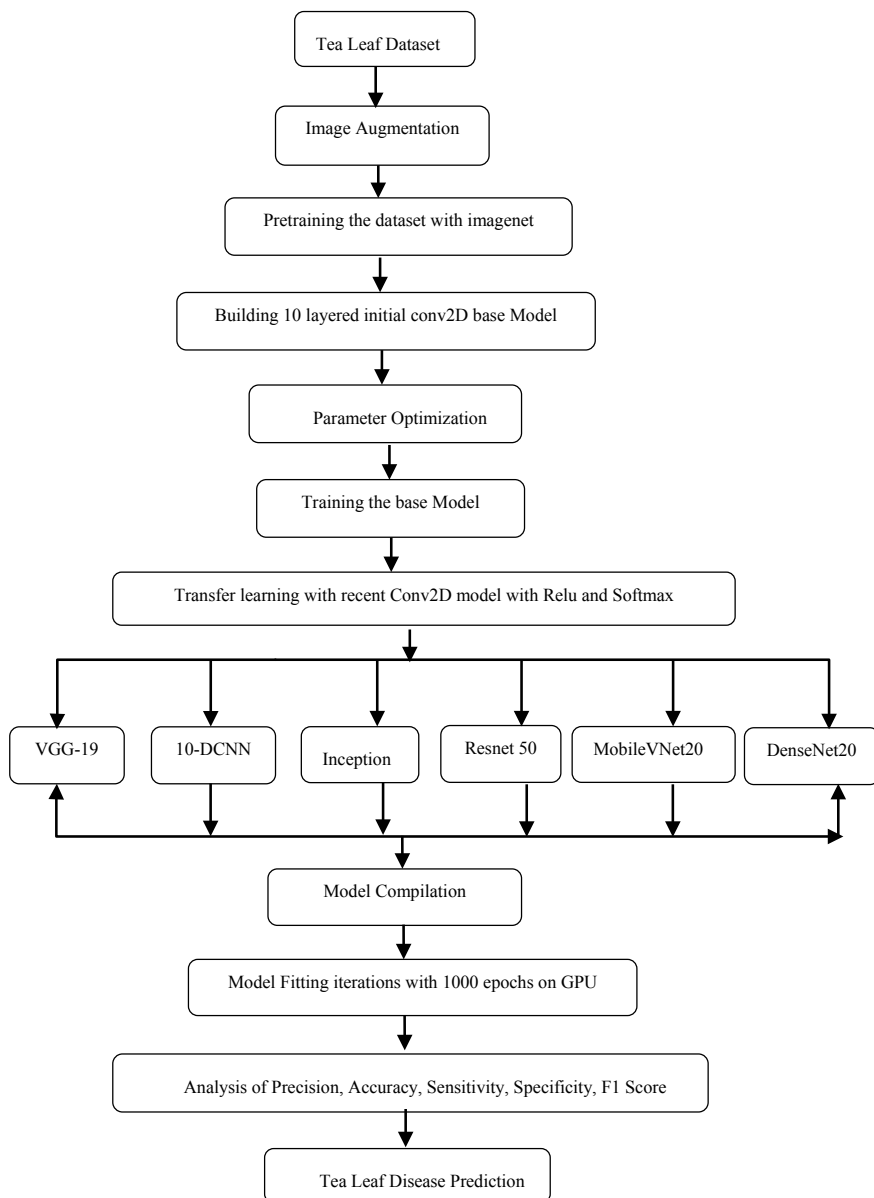 Tea Leaf Dataset
Image Augmentation
Pretraining the dataset with imagenet
Building 10 layered initial conv2D base Model
Parameter Optimization
Training the base Model
Transfer learning with recent Conv2D model with Relu and Softmax
VGG-19
10-DCNN
Inception
Resnet 50
MobileVNet20
DenseNet20
Model Compilation
Model Fitting iterations with 1000 epochs on GPU
Analysis of Precision, Accuracy, Sensitivity, Specificity, F1 Score
Tea Leaf Disease Prediction